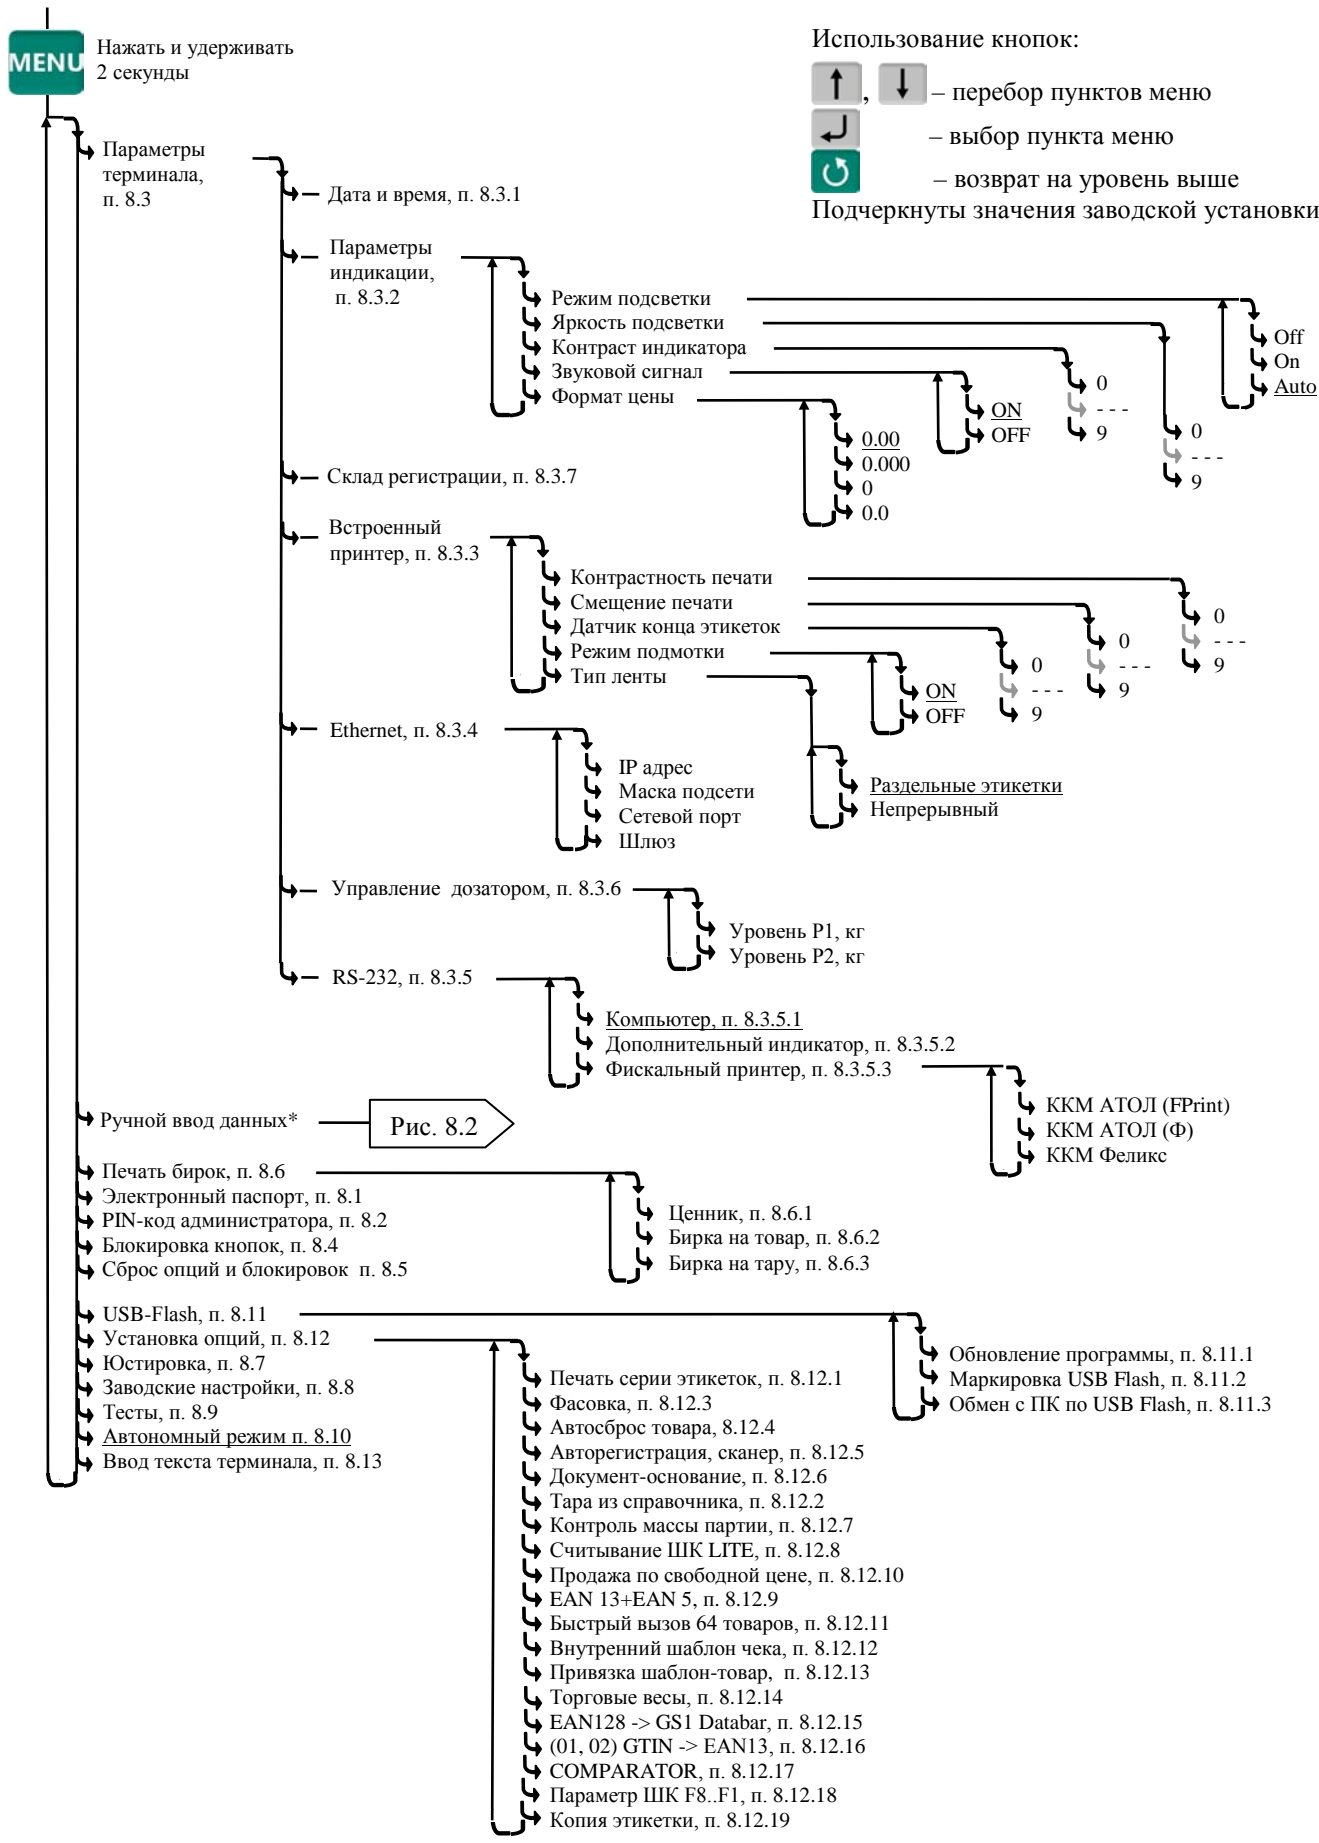 MENU
Нажать и удерживать
2 секунды
Использование кнопок:
, – перебор пунктов меню
– выбор пункта меню
– возврат на уровень выше
Подчеркнуты значения заводской установки
Параметры
терминала,
п. 8.3
Дата и время, п. 8.3.1
Параметры
индикации,
п. 8.3.2
Режим подсветки
Яркость подсветки
Контраст индикатора
Звуковой сигнал
Формат цены
Off
On
Auto
0
- - -
9
0
- - -
9
ON
OFF
0.00
0.000
0
0.0
Склад регистрации, п. 8.3.7
Встроенный
принтер, п. 8.3.3
Контрастность печати
Смещение печати
Датчик конца этикеток
Режим подмотки
Тип ленты
0
- - -
9
0
- - -
9
0
- - -
9
ON
OFF
Раздельные этикетки
Непрерывный
Ethernet, п. 8.3.4
IP адрес
Маска подсети
Сетевой порт
Шлюз
Управление дозатором, п. 8.3.6
Уровень P1, кг
Уровень P2, кг
RS-232, п. 8.3.5
Компьютер, п. 8.3.5.1
Дополнительный индикатор, п. 8.3.5.2
Фискальный принтер, п. 8.3.5.3
ККМ АТОЛ (FPrint)
ККМ АТОЛ (Ф)
ККМ Феликс
Ручной ввод данных*
Рис. 8.2
Печать бирок, п. 8.6
Электронный паспорт, п. 8.1
PIN-код администратора, п. 8.2
Блокировка кнопок, п. 8.4
Сброс опций и блокировок п. 8.5
Ценник, п. 8.6.1
Бирка на товар, п. 8.6.2
Бирка на тару, п. 8.6.3
USB-Flash, п. 8.11
Установка опций, п. 8.12
Юстировка, п. 8.7
Заводские настройки, п. 8.8
Тесты, п. 8.9
Автономный режим п. 8.10
Ввод текста терминала, п. 8.13
Обновление программы, п. 8.11.1
Маркировка USB Flash, п. 8.11.2
Обмен с ПК по USB Flash, п. 8.11.3
Печать серии этикеток, п. 8.12.1
Фасовка, п. 8.12.3
Автосброс товара, 8.12.4
Авторегистрация, сканер, п. 8.12.5
Документ-основание, п. 8.12.6
Тара из справочника, п. 8.12.2
Контроль массы партии, п. 8.12.7
Считывание ШК LITE, п. 8.12.8
Продажа по свободной цене, п. 8.12.10
EAN 13+EAN 5, п. 8.12.9
Быстрый вызов 64 товаров, п. 8.12.11
Внутренний шаблон чека, п. 8.12.12
Привязка шаблон-товар, п. 8.12.13
Торговые весы, п. 8.12.14
EAN128 -> GS1 Databar, п. 8.12.15
(01, 02) GTIN -> EAN13, п. 8.12.16
COMPARATOR, п. 8.12.17
Параметр ШК F8..F1, п. 8.12.18
Копия этикетки, п. 8.12.19